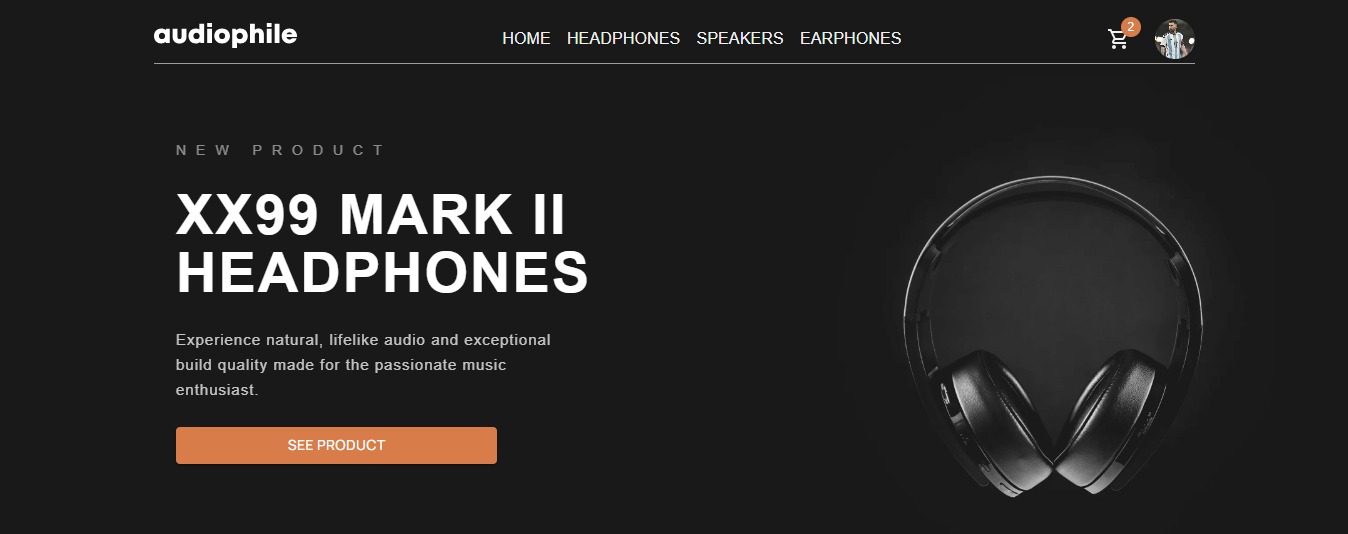 audiophile
HOME HEADPHONES SPEAKERS EARPHONES
2
NEW PRODUCT
XX99 MARK II
HEADPHONES
Experience natural, lifelike audio and exceptional
build quality made for the passionate music
enthusiast.
SEE PRODUCT